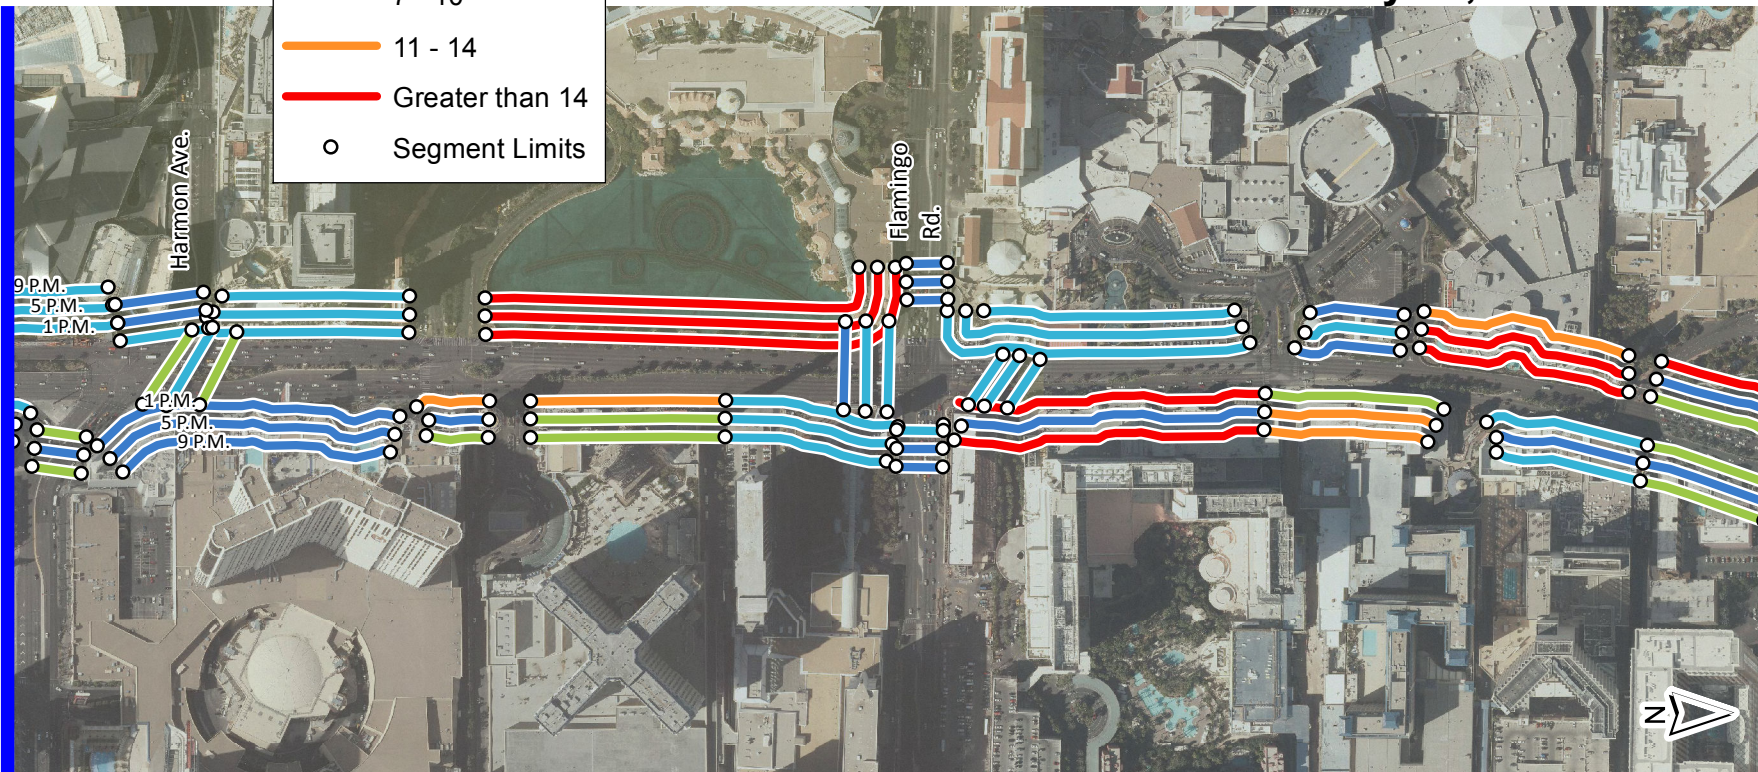 11 - 14
Greater than 14
Segment Limits
Harmon Ave.
Flamingo
Rd.
9 P.M.
5 P.M.
1 P.M.
1 P.M.
5 P.M.
9 P.M.
N